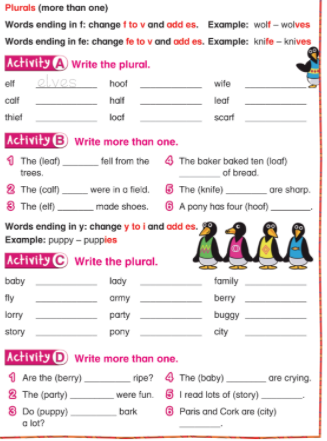 Plurals (more than one)
Words ending in f: change f to v and add es. Example: wolf – wolves
Words ending in fe: change fe to v and add es. Example: knife – knives
Activity A Write the plural.
elf elves hoof ________ wife ________
calf ________ half ________ leaf ________
thief ________ loaf ________ scarf ________
Activity B Write more than one.
1 The (leaf) ________ fell from the trees.
2 The (calf) ________ were in a field.
3 The (elf) ________ made shoes.
4 The baker baked ten (loaf) ________ of bread.
5 The (knife) ________ are sharp.
6 A pony has four (hoof) ________.
Words ending in y: change y to i and add es.
Example: puppy – puppies
Activity C Write the plural.
baby ________ lady ________ family ________
fly ________ army ________ berry ________
lorry ________ party ________ buggy ________
story ________ pony ________ city ________
Activity D Write more than one.
1 Are the (berry) ________ ripe?
2 The (party) ________ were fun.
3 Do (puppy) ________ bark a lot?
4 The (baby) ________ are crying.
5 I read lots of (story) ________.
6 Paris and Cork are (city) ________.